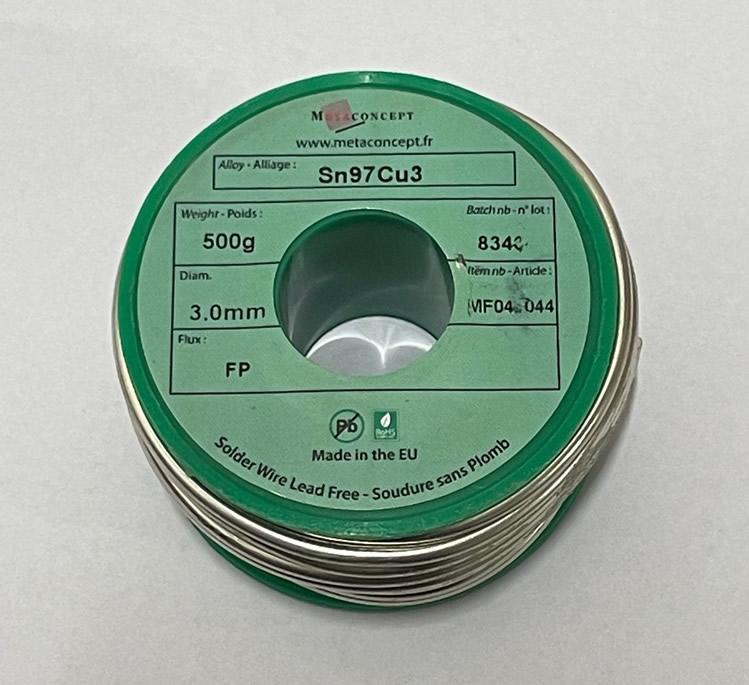 METACONCEPT
www.metaconcept.fr
Alloy - Alliage :
Sn97Cu3
Weight - Poids :
500g
Batch nb - n° lot :
Diam.
3.0mm
Item nb - Article :
Flux :
FP
Pb
RoHS
Made in the EU
Solder Wire Lead Free - Soudure sans Plomb